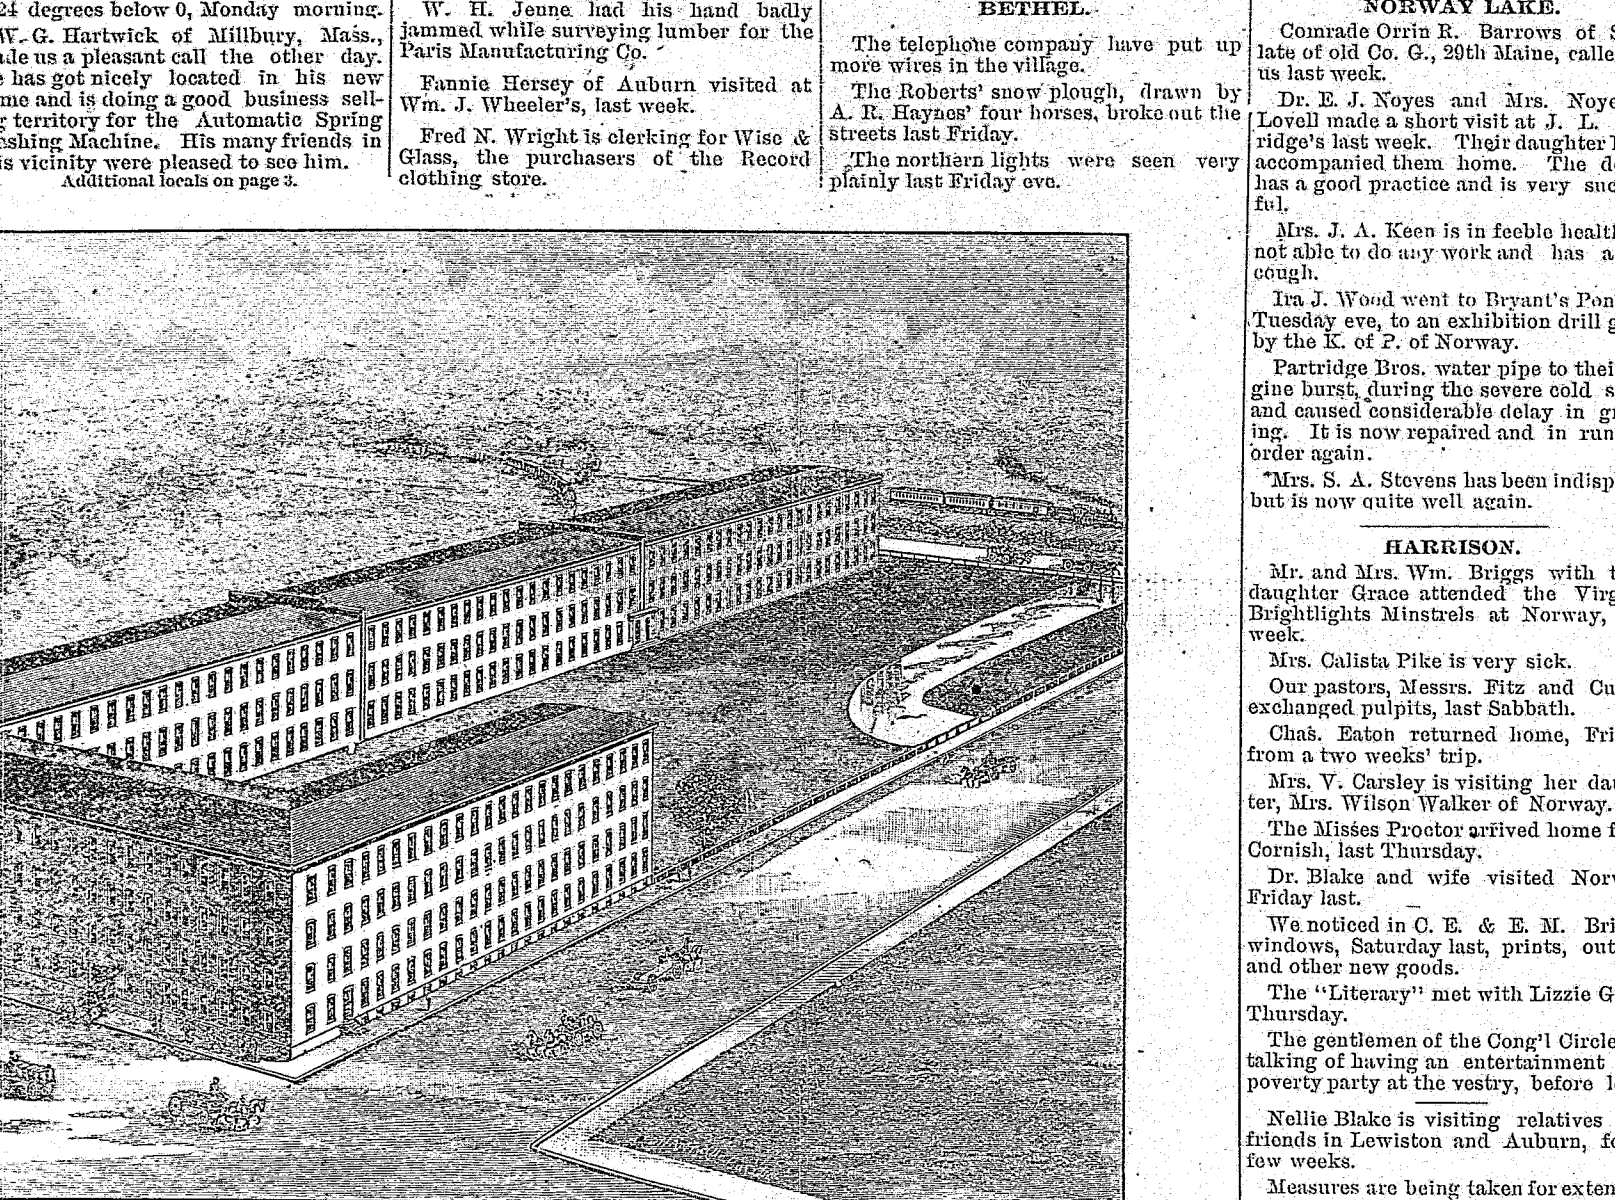 24 degrees below 0, Monday morning.
W. G. Hartwick of Millbury, Mass.,
us a pleasant call the other day.
has got nicely located in his new
and is doing a good business sell-
territory for the Automatic Spring
Machine. His many friends in
vicinity were pleased to see him.
Additional locals on page 3.
W. H. Jenne had his hand badly
jammed while surveying lumber for the
Paris Manufacturing Co.
Fannie Hersey of Auburn visited at
Wm. J. Wheeler's, last week.
Fred N. Wright is clerking for Wise &
Glass, the purchasers of the Record
clothing store.
BETHEL.
The telephone company have put up
more wires in the village.
The Roberts' snow plough, drawn by
A. R. Haynes' four horses, broke out the
streets last Friday.
The northern lights were seen very
plainly last Friday eve.
NORWAY LAKE.
Comrade Orrin R. Barrows of
late of old Co. G., 29th Maine, calle
us last week.
Dr. E. J. Noyes and Mrs. Noye
Lovell made a short visit at J. L.
ridge's last week. Their daughter
accompanied them home. The d
has a good practice and is very suc
ful.
Mrs. J. A. Keen is in feeble healt
not able to do any work and has a
cough.
Ira J. Wood went to Bryant's Pon
Tuesday eve, to an exhibition drill g
by the K. of P. of Norway.
Partridge Bros. water pipe to thei
gine burst, during the severe cold s
and caused considerable delay in g
ing. It is now repaired and in run
order again.
Mrs. S. A. Stevens has been indisp
but is now quite well again.
HARRISON.
Mr. and Mrs. Wm. Briggs with t
daughter Grace attended the Virg
Brightlights Minstrels at Norway,
week.
Mrs. Calista Pike is very sick.
Our pastors, Messrs. Fitz and Cu
exchanged pulpits, last Sabbath.
Chas. Eaton returned home, Fri
from a two weeks' trip.
Mrs. V. Carsley is visiting her da
ter, Mrs. Wilson Walker of Norway.
The Misses Proctor arrived home f
Cornish, last Thursday.
Dr. Blake and wife visited Nor
Friday last.
We noticed in C. E. & E. M. Bri
windows, Saturday last, prints, out
and other new goods.
The "Literary" met with Lizzie G
Thursday.
The gentlemen of the Cong'l Circle
talking of having an entertainment
poverty party at the vestry, before l
Nellie Blake is visiting relatives
friends in Lewiston and Auburn, fo
few weeks.
Measures are being taken for exten